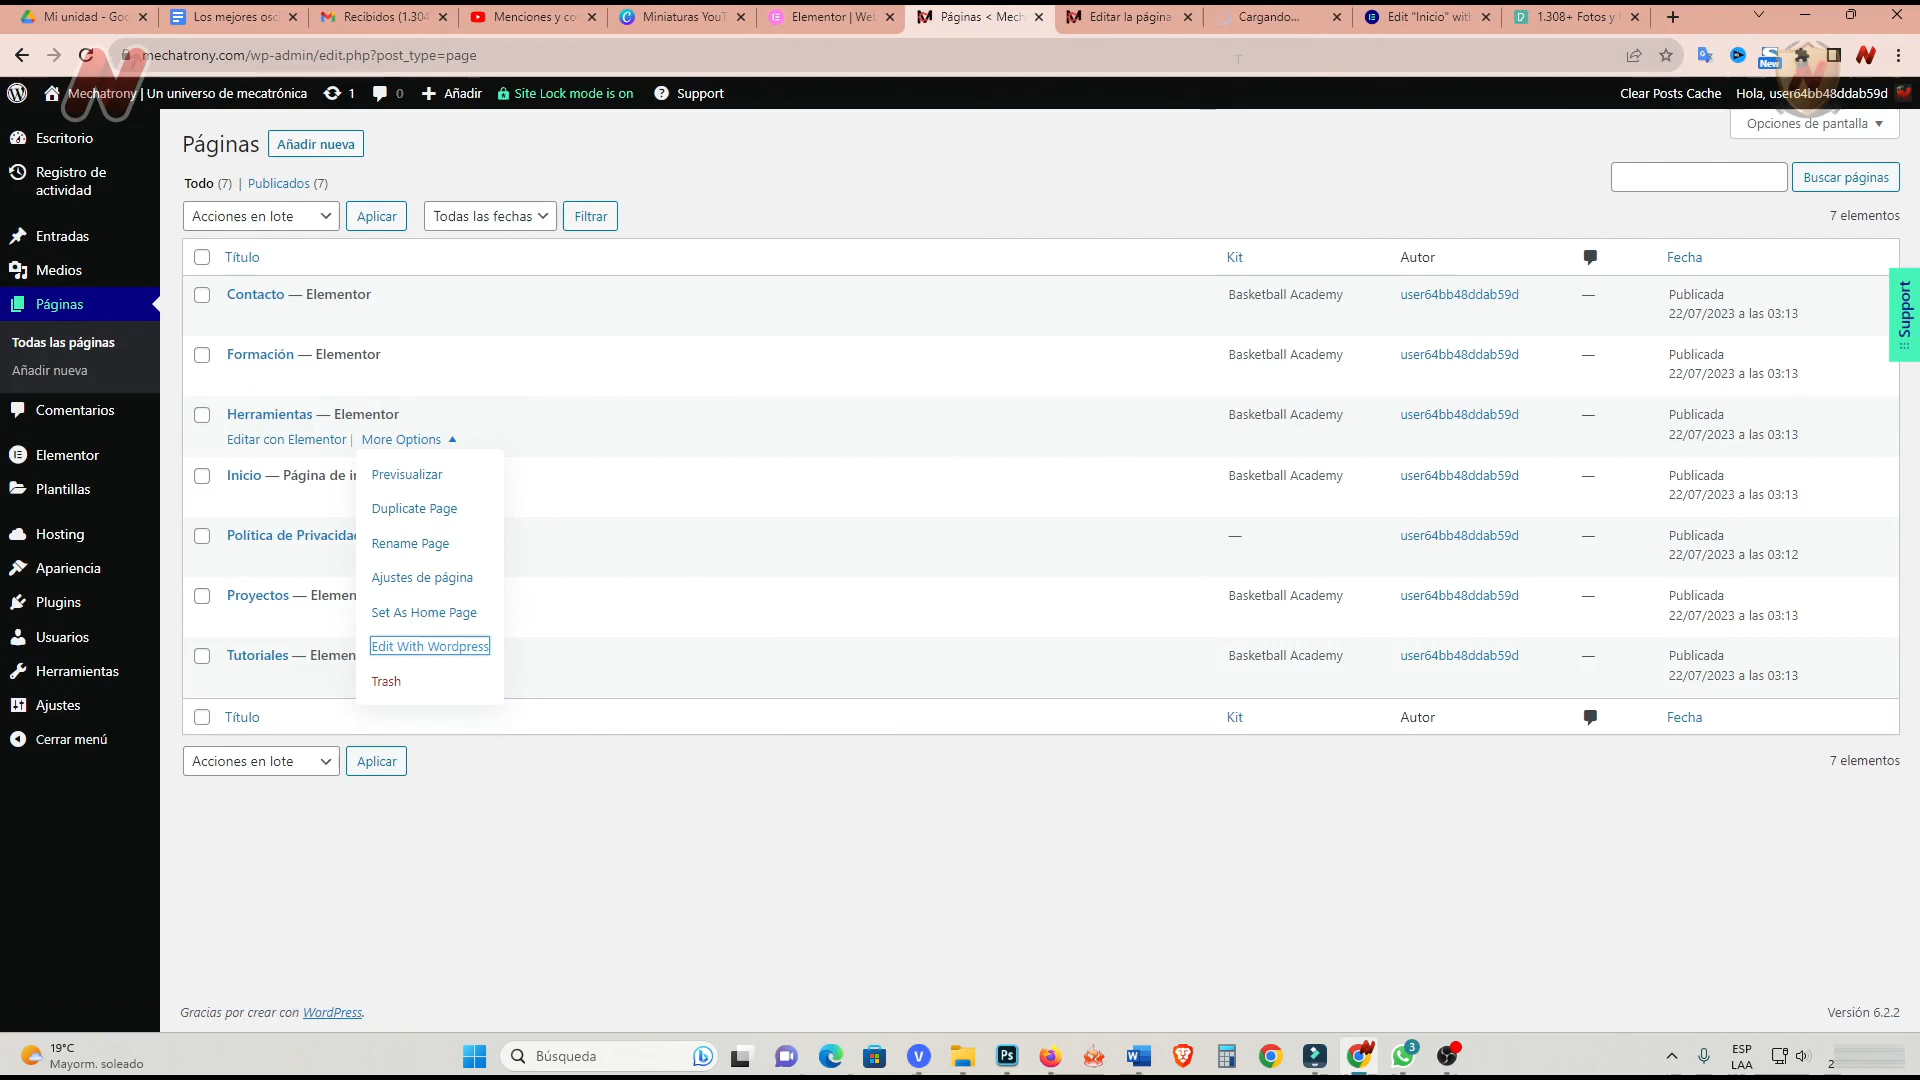 Mi unidad - Goo
Los mejores osci
Recibidos (1.304
Menciones y co
Miniaturas YouT
Elementor | Web
Páginas < Mech
Editar la página
Cargando...
Edit "Inicio" with
1.308+ Fotos y
mechatrony.com/wp-admin/edit.php?post_type=page
New
Mechatrony | Un universo de mecatrónica
1
0
Añadir
Site Lock mode is on
Support
Clear Posts Cache
Hola, user64bb48ddab59d
Escritorio
Registro de
actividad
Entradas
Medios
Páginas
Todas las páginas
Añadir nueva
Comentarios
Elementor
Plantillas
Hosting
Apariencia
Plugins
Usuarios
Herramientas
Ajustes
Cerrar menú
Páginas
Añadir nueva
Opciones de pantalla
Todo (7) | Publicados (7)
Buscar páginas
Acciones en lote
Aplicar
Todas las fechas
Filtrar
7 elementos
Título
Kit
Autor
Fecha
Contacto — Elementor
Basketball Academy
user64bb48ddab59d
—
Publicada
22/07/2023 a las 03:13
Formación — Elementor
Basketball Academy
user64bb48ddab59d
—
Publicada
22/07/2023 a las 03:13
Herramientas — Elementor
Editar con Elementor | More Options
Basketball Academy
user64bb48ddab59d
—
Publicada
22/07/2023 a las 03:13
Previsualizar
Duplicate Page
Rename Page
Ajustes de página
Set As Home Page
Edit With Wordpress
Trash
Inicio — Página de in
Basketball Academy
user64bb48ddab59d
—
Publicada
22/07/2023 a las 03:13
Política de Privacidad
—
user64bb48ddab59d
—
Publicada
22/07/2023 a las 03:12
Proyectos — Elemen
Basketball Academy
user64bb48ddab59d
—
Publicada
22/07/2023 a las 03:13
Tutoriales — Elemen
Basketball Academy
user64bb48ddab59d
—
Publicada
22/07/2023 a las 03:13
Título
Kit
Autor
Fecha
Acciones en lote
Aplicar
7 elementos
Support
Gracias por crear con WordPress.
Versión 6.2.2
19°C
Mayorm. soleado
Búsqueda
V
Ps
W
3
ESP
LAA
2